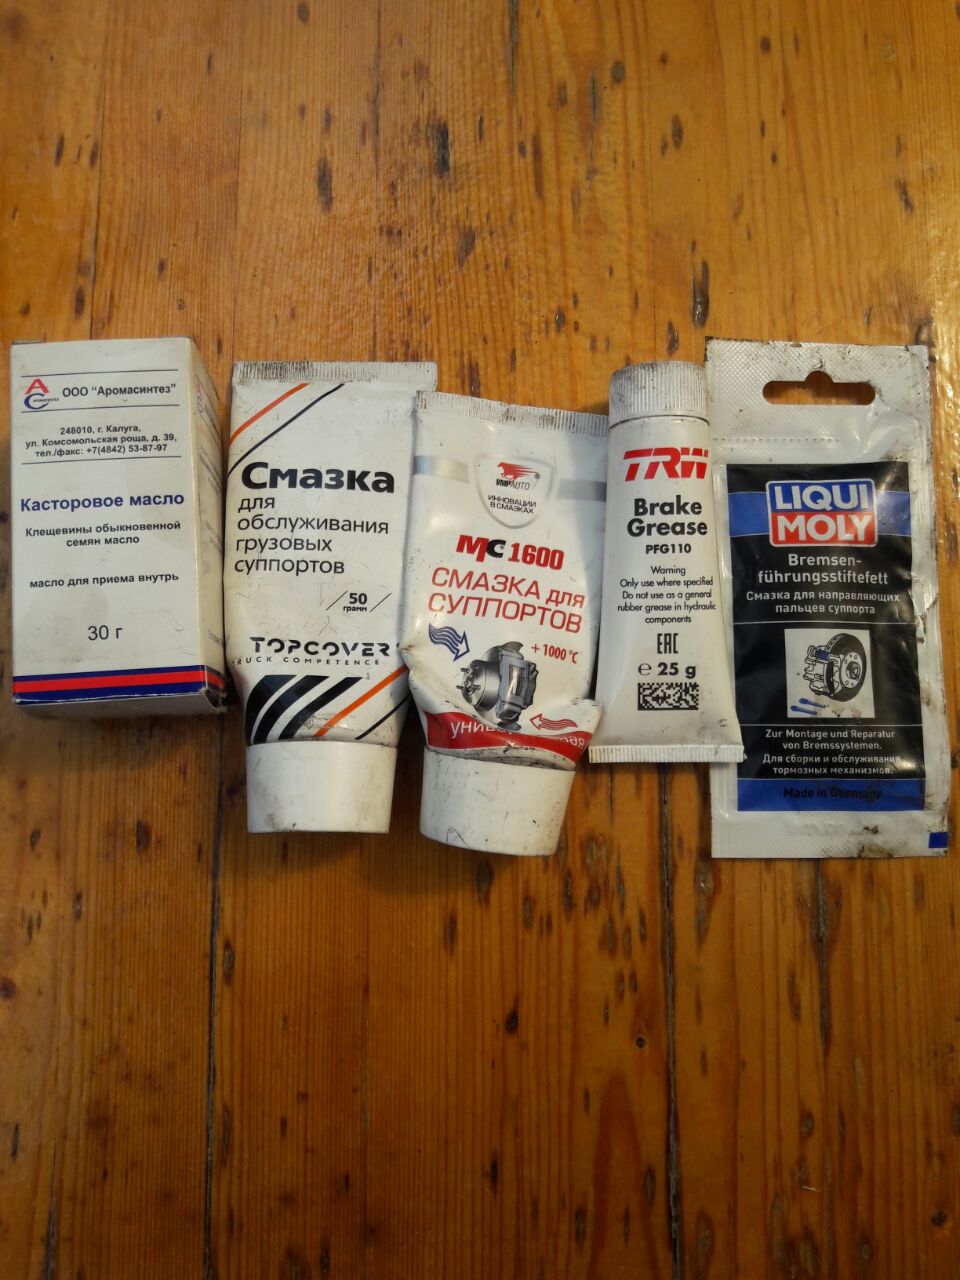 АС
ООО "Аромасинтез"
248010, г. Калуга,
ул. Комсомольская роща, д. 39,
тел./факс: +7(4842) 53-87-97
Касторовое масло
Клещевины обыкновенной
семян масло
масло для приема внутрь
30 г
Смазка
для
обслуживания
грузовых
суппортов
50
грамм
TOPCOVER
TRUCK COMPETENCE
VMPAUTO
ИННОВАЦИИ
В СМАЗКАХ
МС 1600
СМАЗКА для
СУППОРТОВ
+ 1000 °С
TRW
Brake
Grease
PFG110
Warning
Only use where specified
Do not use as a general
rubber grease in hydraulic
components
EAC
e 25 g
LIQUI
MOLY
Bremsen-
führungsstiftefett
Смазка для направляющих
пальцев суппорта
Zur Montage und Reparatur
von Bremssystemen.
Для сборки и обслуживания
тормозных механизмов.
Made in Germany